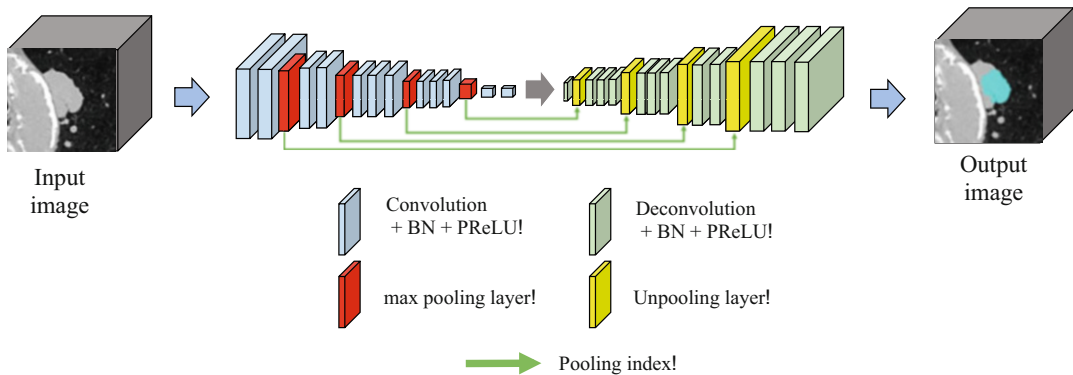 Input
image
Output
image
Convolution
+ BN + PReLU!
Deconvolution
+ BN + PReLU!
max pooling layer!
Unpooling layer!
Pooling index!